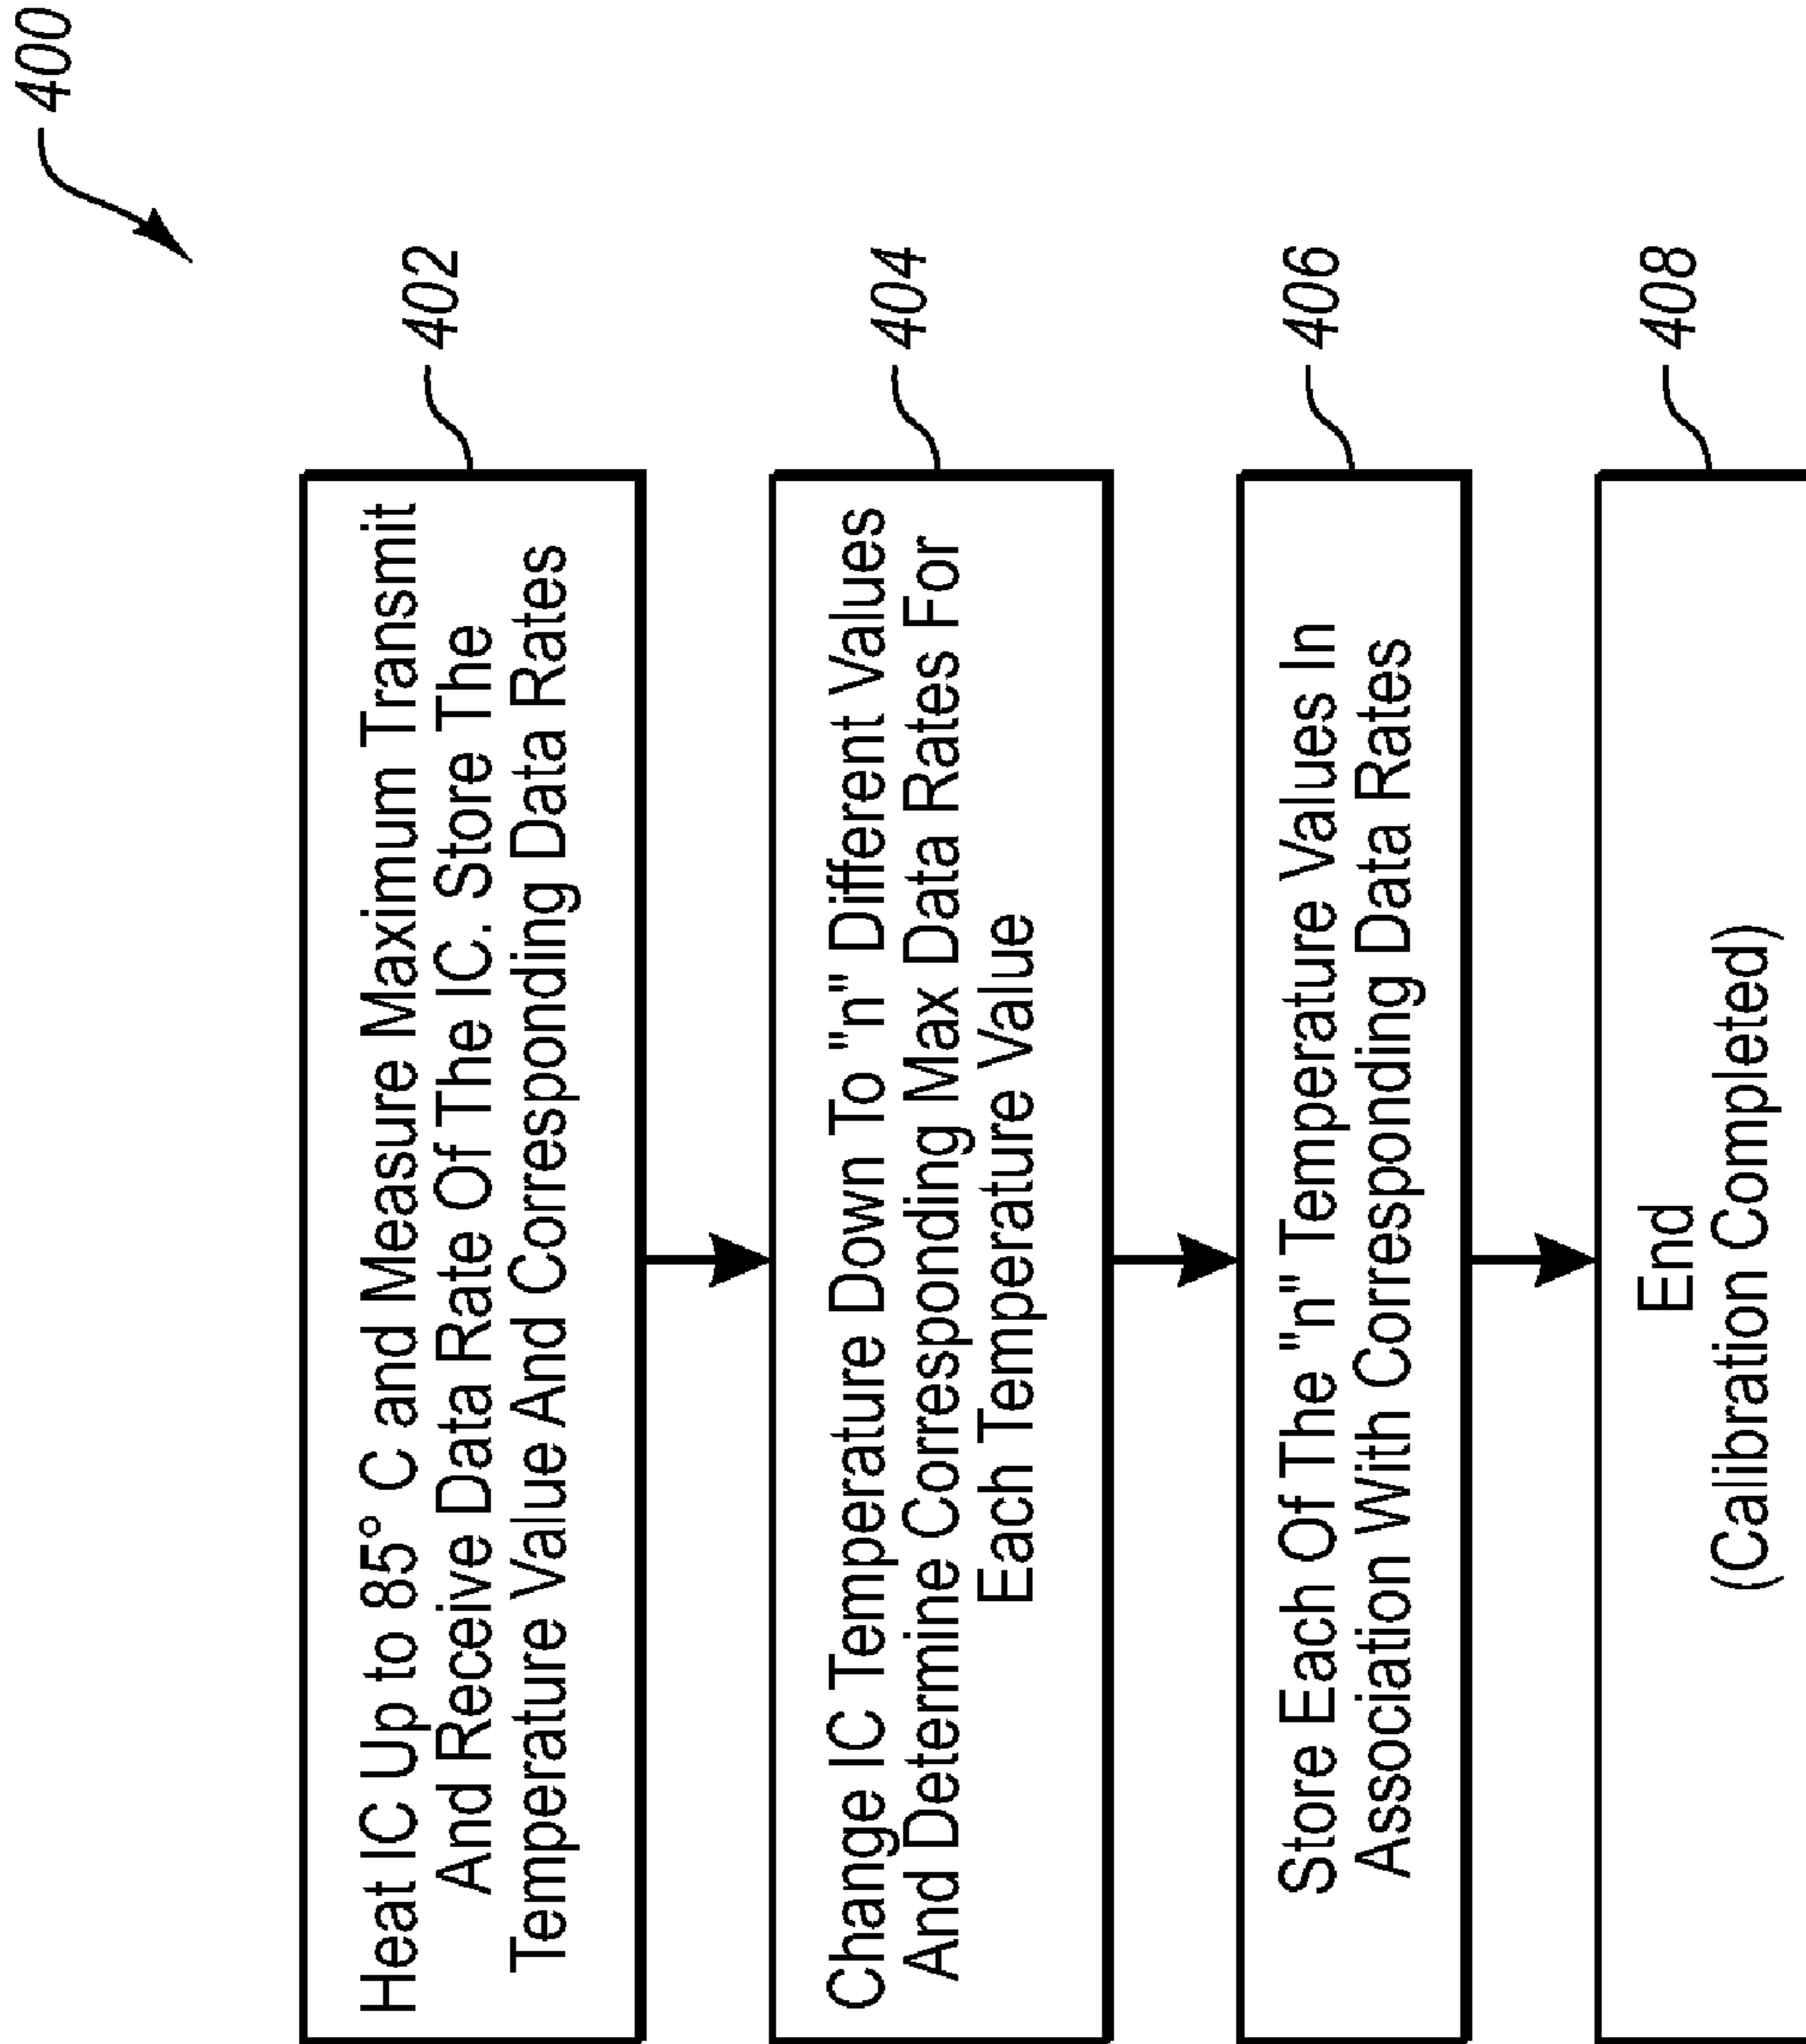 400
Heat IC Up to 85° C and Measure Maximum Transmit
And Receive Data Rate Of The IC. Store The
Temperature Value And Corresponding Data Rates
402
Change IC Temperature Down To "n" Different Values
And Determine Corresponding Max Data Rates For
Each Temperature Value
404
Store Each Of The "n" Temperature Values In
Association With Corresponding Data Rates
406
End
(Calibration Completed)
408